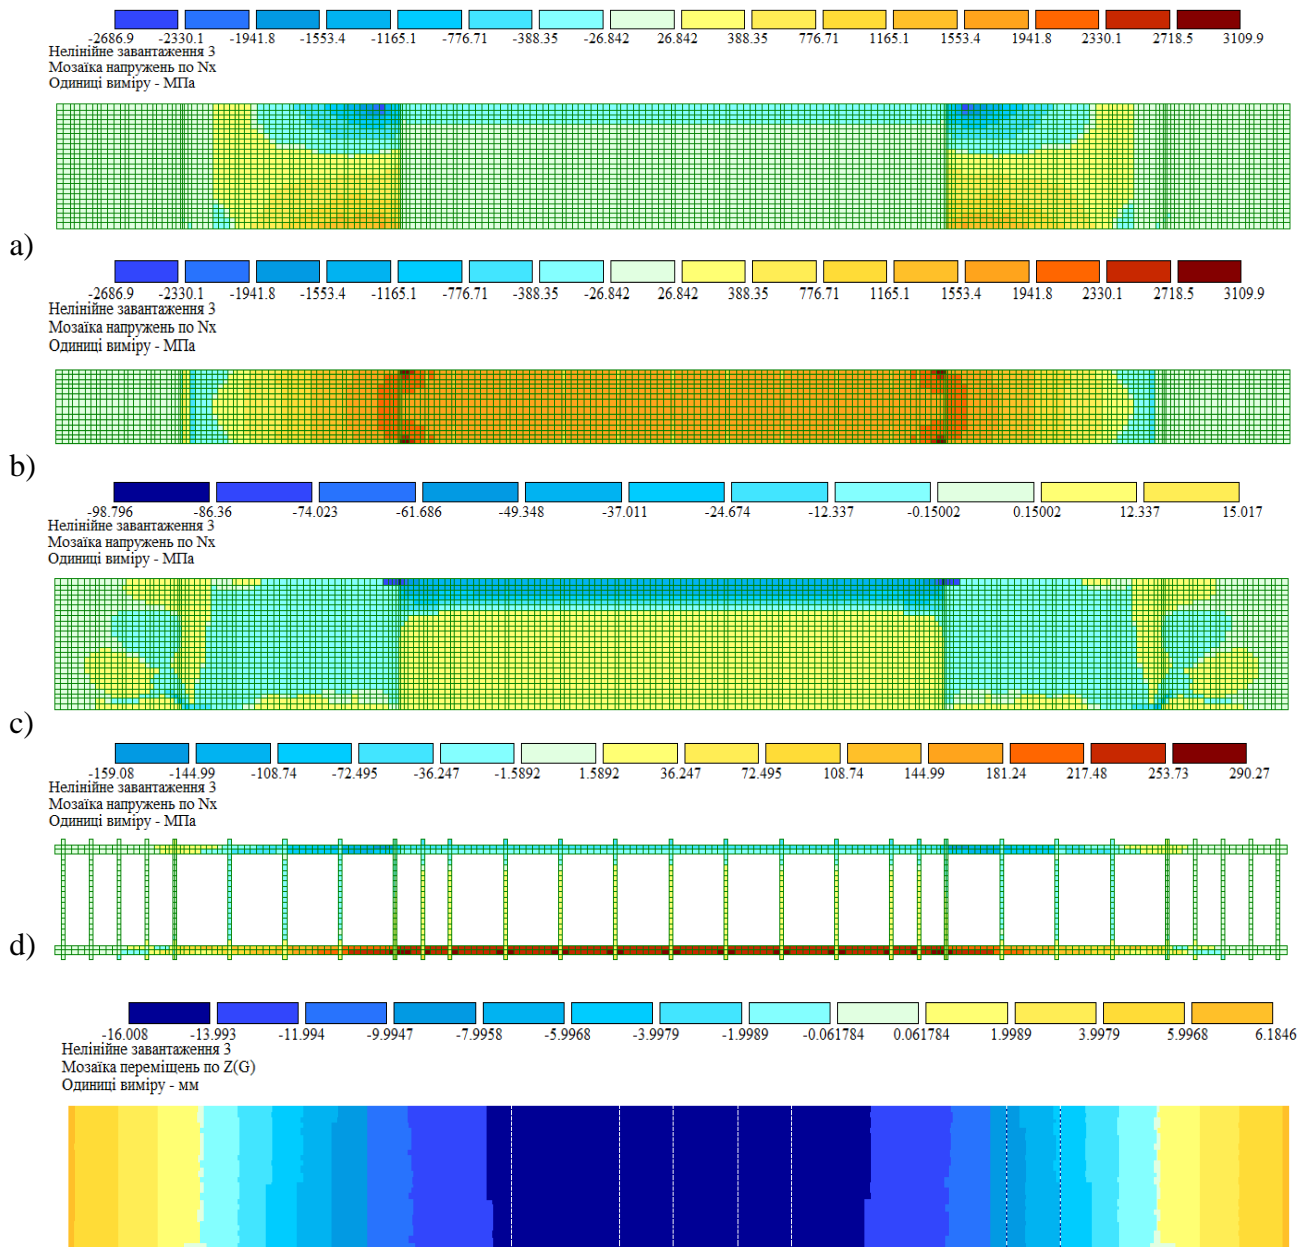 -2686.9 -2330.1 -1941.8 -1553.4 -1165.1 -776.71 -388.35 -26.842 26.842 388.35 776.71 1165.1 1553.4 1941.8 2330.1 2718.5 3109.9
Нелінійне завантаження 3
Мозаїка напружень по Nx
Одиниці виміру - МПа
a)
-2686.9 -2330.1 -1941.8 -1553.4 -1165.1 -776.71 -388.35 -26.842 26.842 388.35 776.71 1165.1 1553.4 1941.8 2330.1 2718.5 3109.9
Нелінійне завантаження 3
Мозаїка напружень по Nx
Одиниці виміру - МПа
b)
-98.796 -86.36 -74.023 -61.686 -49.348 -37.011 -24.674 -12.337 -0.15002 0.15002 12.337 15.017
Нелінійне завантаження 3
Мозаїка напружень по Nx
Одиниці виміру - МПа
c)
-159.08 -144.99 -108.74 -72.495 -36.247 -1.5892 1.5892 36.247 72.495 108.74 144.99 181.24 217.48 253.73 290.27
Нелінійне завантаження 3
Мозаїка напружень по Nx
Одиниці виміру - МПа
d)
-16.008 -13.993 -11.994 -9.9947 -7.9958 -5.9968 -3.9979 -1.9989 -0.061784 0.061784 1.9989 3.9979 5.9968 6.1846
Нелінійне завантаження 3
Мозаїка переміщень по Z(G)
Одиниці виміру - мм